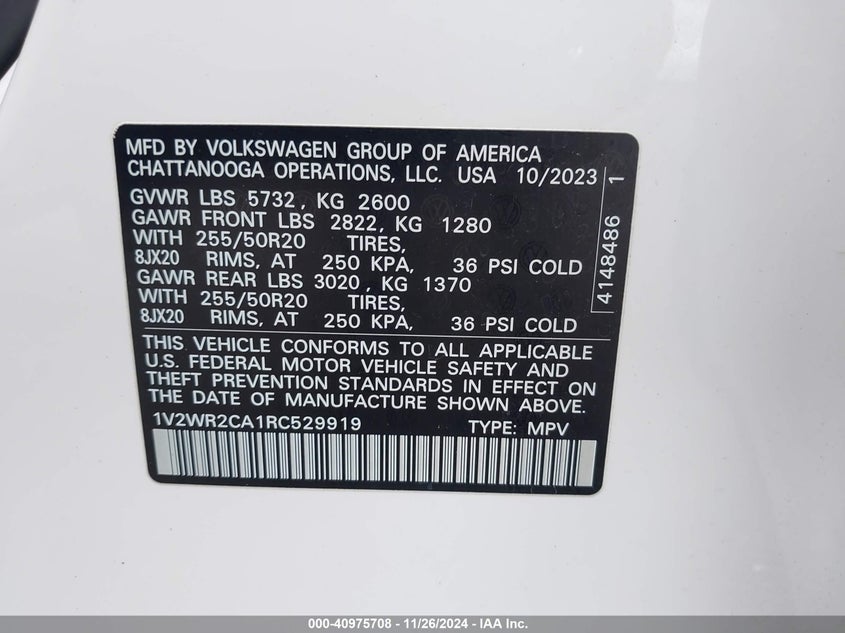 MFD BY VOLKSWAGEN GROUP OF AMERICA
CHATTANOOGA OPERATIONS, LLC. USA 10/2023
GVWR LBS 5732, KG 2600
GAWR FRONT LBS 2822, KG 1280
WITH 255/50R20 TIRES,
8JX20 RIMS, AT 250 KPA, 36 PSI COLD
GAWR REAR LBS 3020, KG 1370
WITH 255/50R20 TIRES,
8JX20 RIMS, AT 250 KPA, 36 PSI COLD
4148486 1
THIS VEHICLE CONFORMS TO ALL APPLICABLE
U.S. FEDERAL MOTOR VEHICLE SAFETY AND
THEFT PREVENTION STANDARDS IN EFFECT ON
THE DATE OF MANUFACTURE SHOWN ABOVE.
1V2WR2CA1RC529919 TYPE: MPV
000-40975708 - 11/26/2024 - IAA Inc.